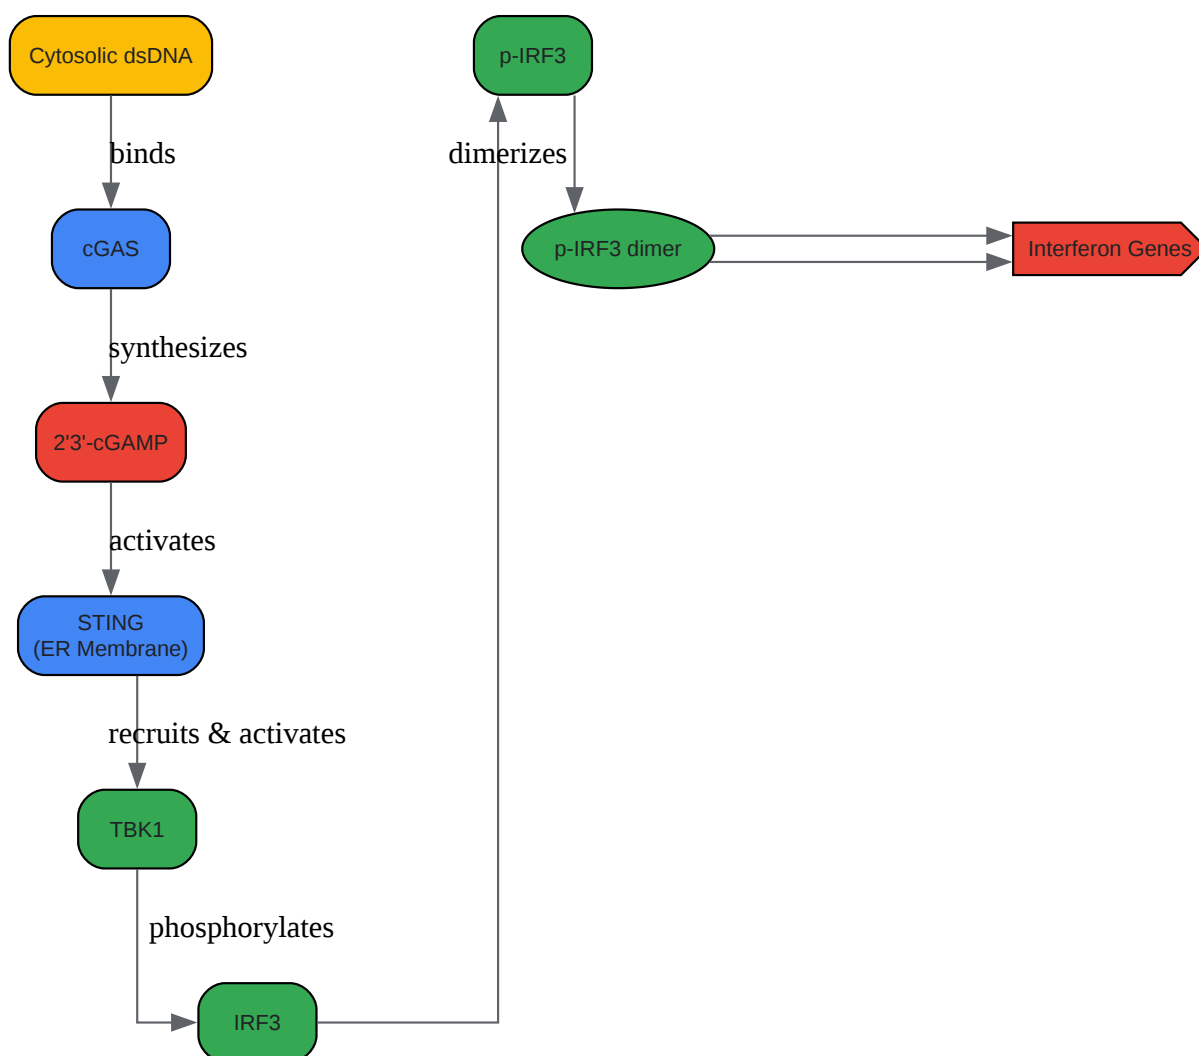 Cytosolic dsDNA
binds
cGAS
synthesizes
2'3'-cGAMP
activates
STING
(ER Membrane)
recruits & activates
TBK1
phosphorylates
IRF3
p-IRF3
dimerizes
p-IRF3 dimer
Interferon Genes